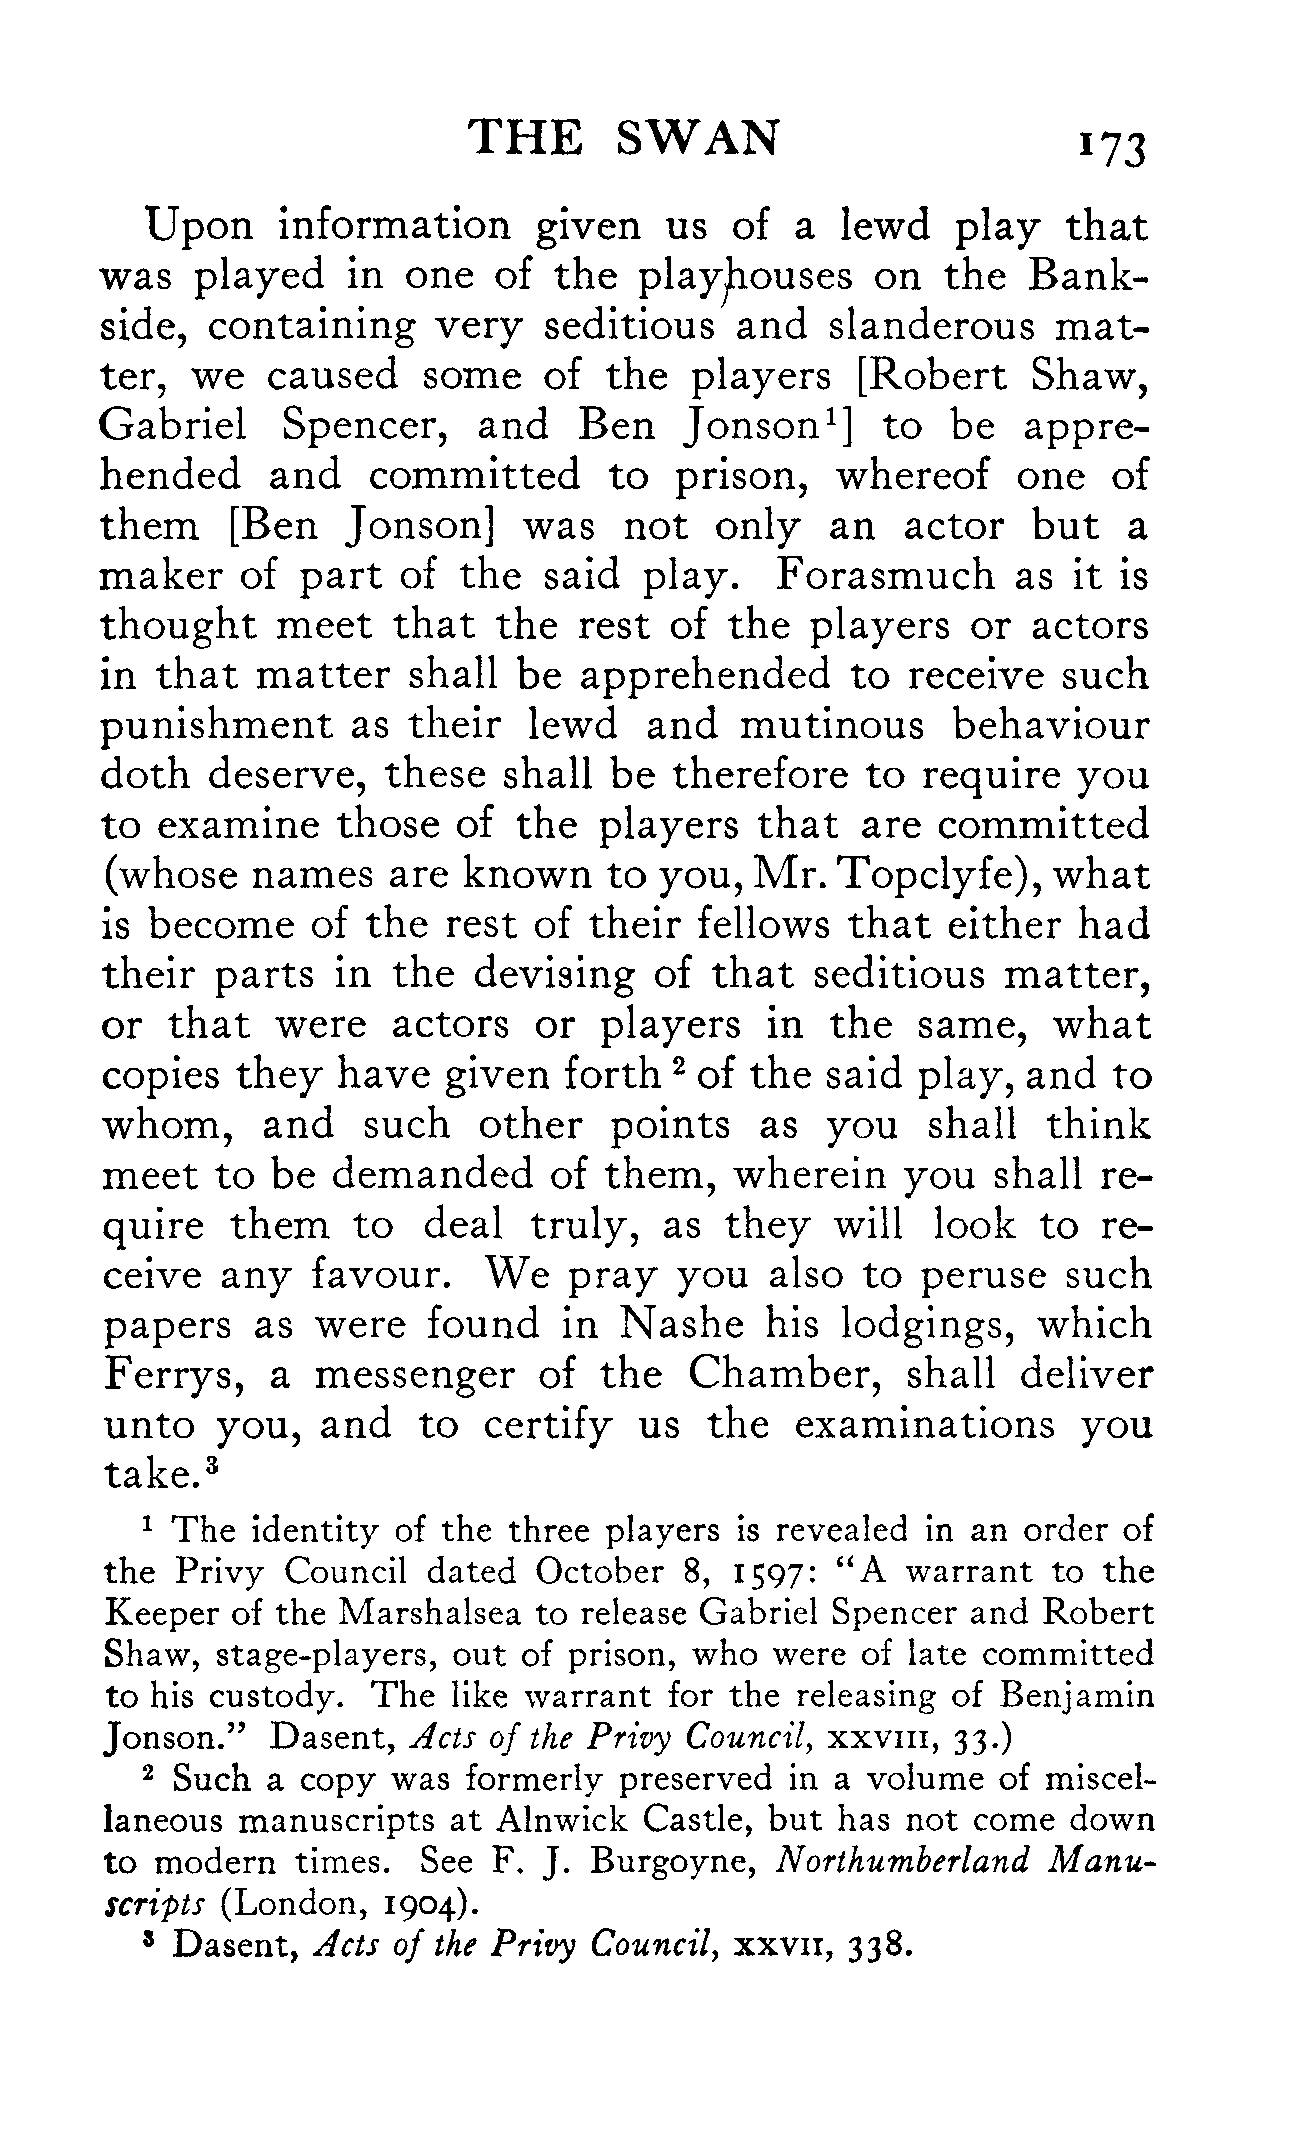 THE SWAN 173
Upon information given us of a lewd play that
was played in one of the playhouses on the Bank-
side, containing very seditious and slanderous mat-
ter, we caused some of the players [Robert Shaw,
Gabriel Spencer, and Ben Jonson¹] to be appre-
hended and committed to prison, whereof one of
them [Ben Jonson] was not only an actor but a
maker of part of the said play. Forasmuch as it is
thought meet that the rest of the players or actors
in that matter shall be apprehended to receive such
punishment as their lewd and mutinous behaviour
doth deserve, these shall be therefore to require you
to examine those of the players that are committed
(whose names are known to you, Mr. Topclyfe), what
is become of the rest of their fellows that either had
their parts in the devising of that seditious matter,
or that were actors or players in the same, what
copies they have given forth ² of the said play, and to
whom, and such other points as you shall think
meet to be demanded of them, wherein you shall re-
quire them to deal truly, as they will look to re-
ceive any favour. We pray you also to peruse such
papers as were found in Nashe his lodgings, which
Ferrys, a messenger of the Chamber, shall deliver
unto you, and to certify us the examinations you
take.³
¹ The identity of the three players is revealed in an order of
the Privy Council dated October 8, 1597: "A warrant to the
Keeper of the Marshalsea to release Gabriel Spencer and Robert
Shaw, stage-players, out of prison, who were of late committed
to his custody. The like warrant for the releasing of Benjamin
Jonson." Dasent, Acts of the Privy Council, XXVIII, 33.)
² Such a copy was formerly preserved in a volume of miscel-
laneous manuscripts at Alnwick Castle, but has not come down
to modern times. See F. J. Burgoyne, Northumberland Manu-
scripts (London, 1904).
³ Dasent, Acts of the Privy Council, XXVII, 338.